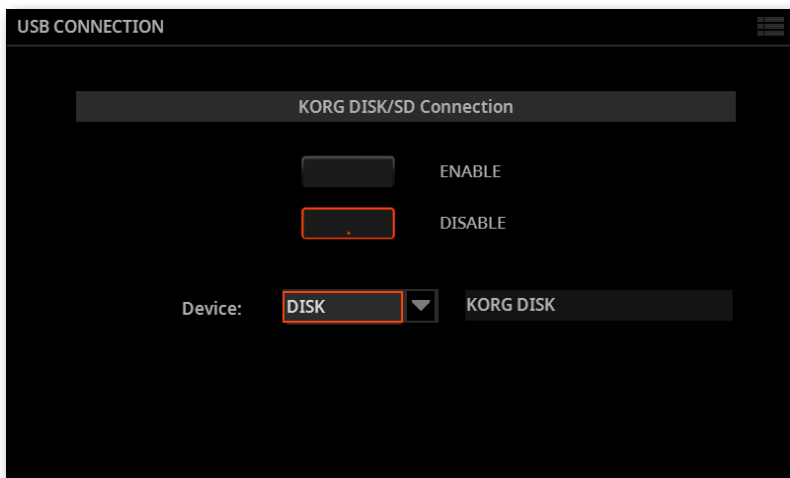 USB CONNECTION
KORG DISK/SD Connection
ENABLE
DISABLE
Device: DISK KORG DISK